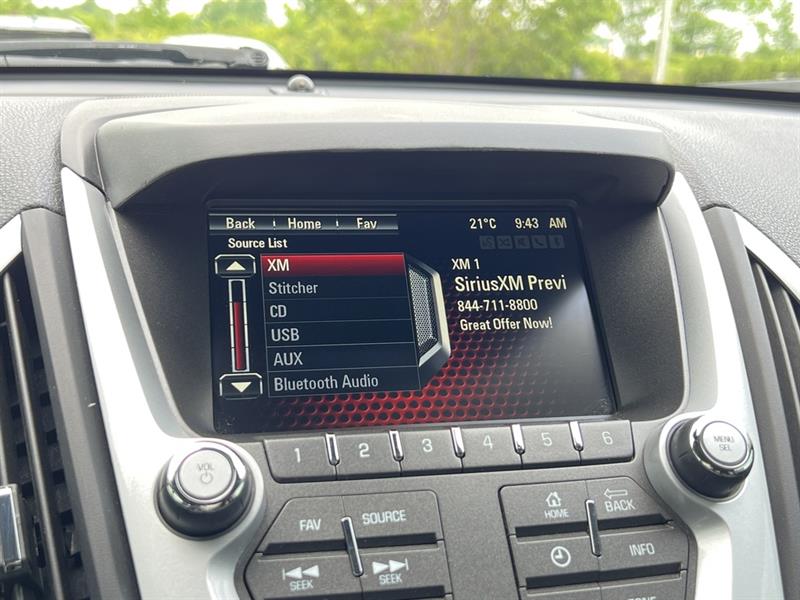 Back Home Fav 21°C 9:43 AM
Source List
XM
Stitcher
CD
USB
AUX
Bluetooth Audio
XM 1
SiriusXM Previ
844-711-8800
Great Offer Now!
1 2 3 4 5 6
VOL
MENU
SEL
FAV SOURCE
SEEK SEEK
HOME BACK
INFO